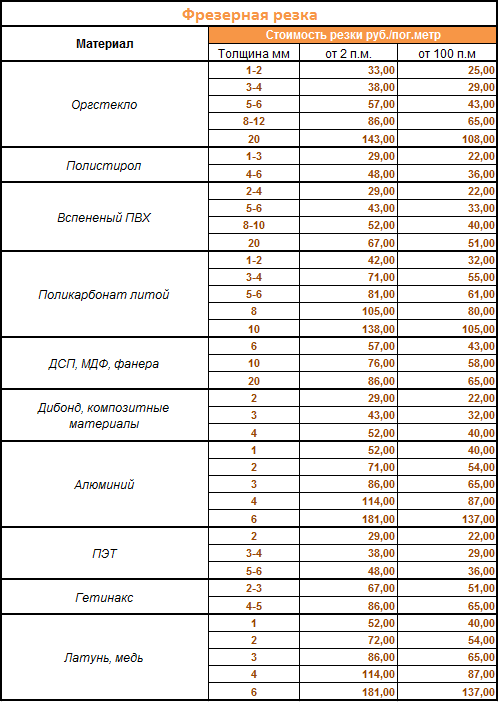 Фрезерная резка
Материал
Стоимость резки руб./пог.метр
Толщина мм от 2 п.м. от 100 п.м
Оргстекло
1-2 33,00 25,00
3-4 38,00 29,00
5-6 57,00 43,00
8-12 86,00 65,00
20 143,00 108,00
Полистирол
1-3 29,00 22,00
4-6 48,00 36,00
Вспененый ПВХ
2-4 29,00 22,00
5-6 43,00 33,00
8-10 52,00 40,00
20 67,00 51,00
Поликарбонат литой
1-2 42,00 32,00
3-4 71,00 55,00
5-6 81,00 61,00
8 105,00 80,00
10 138,00 105,00
ДСП, МДФ, фанера
6 57,00 43,00
10 76,00 58,00
20 86,00 65,00
Дибонд, композитные
материалы
2 29,00 22,00
3 43,00 32,00
4 52,00 40,00
Алюминий
1 52,00 40,00
2 71,00 54,00
3 86,00 65,00
4 114,00 87,00
6 181,00 137,00
ПЭТ
2 29,00 22,00
3-4 38,00 29,00
5-6 48,00 36,00
Гетинакс
2-3 67,00 51,00
4-5 86,00 65,00
Латунь, медь
1 52,00 40,00
2 72,00 54,00
3 86,00 65,00
4 114,00 87,00
6 181,00 137,00